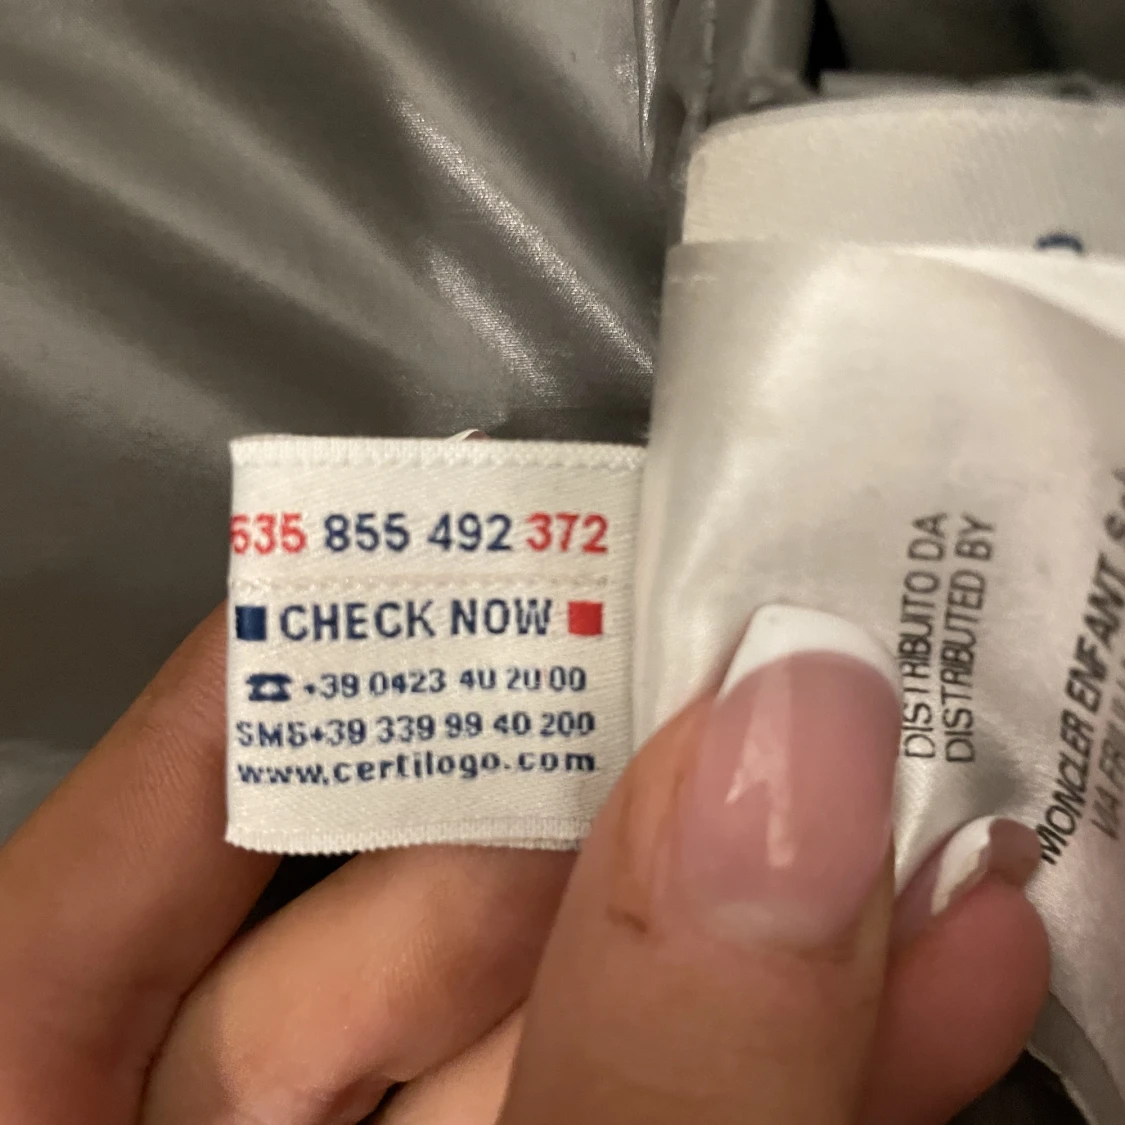 535 855 492 372
CHECK NOW
+39 0423 40 20 00
SMS+39 339 99 40 200
www.certilogo.com
DISTRIBUITO DA
DISTRIBUTED BY
MONCLER ENFANT
VIA